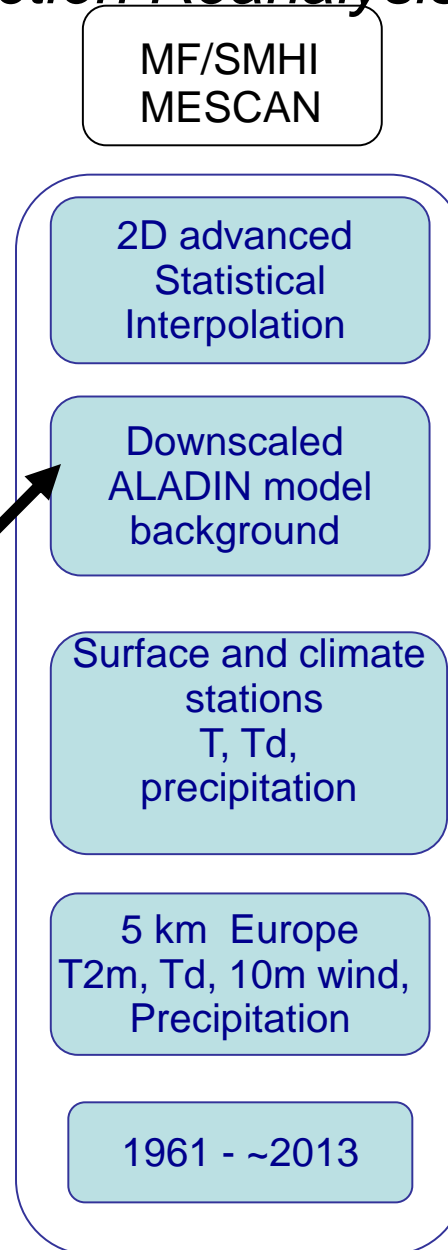 Reanalysis
MF/SMHI
MESCAN
2D advanced
Statistical
Interpolation
Downscaled
ALADIN model
background
Surface and climate
stations
T, Td,
precipitation
5 km Europe
T2m, Td, 10m wind,
Precipitation
1961 - ~2013